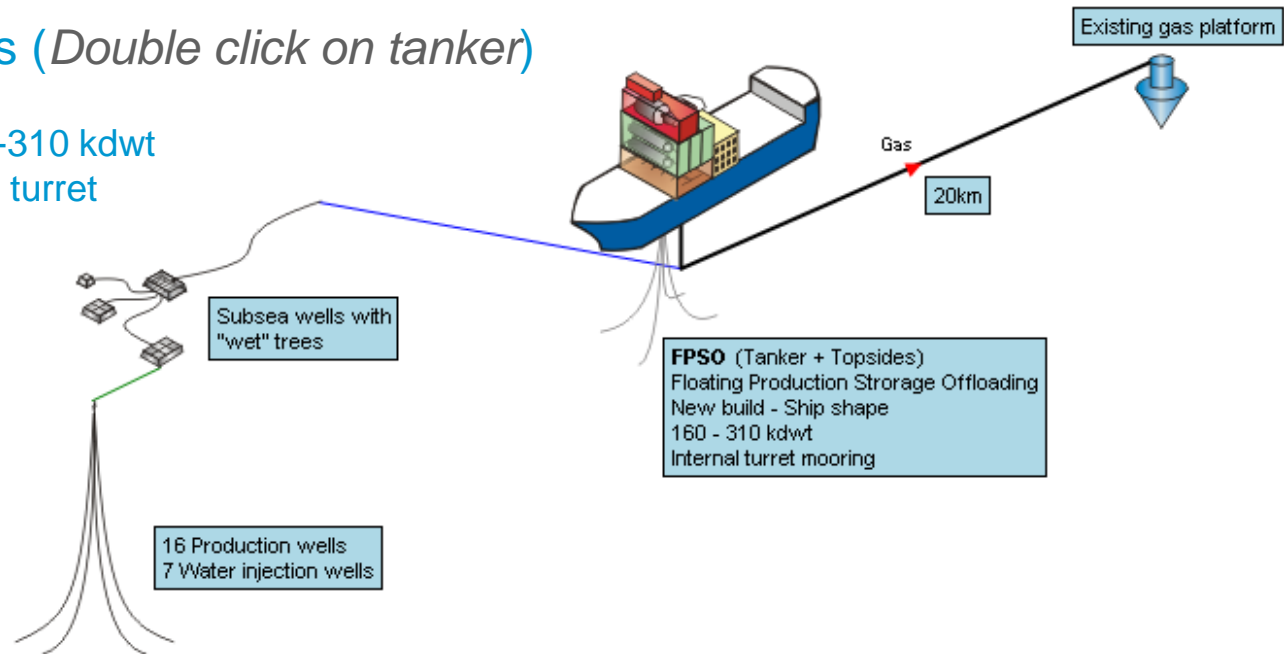 s (Double click on tanker)
-310 kdwt
turret
Existing gas platform
Gas
20km
Subsea wells with
"wet" trees
FPSO (Tanker + Topsides)
Floating Production Strorage Offloading
New build - Ship shape
160 - 310 kdwt
Internal turret mooring
16 Production wells
7 Water injection wells